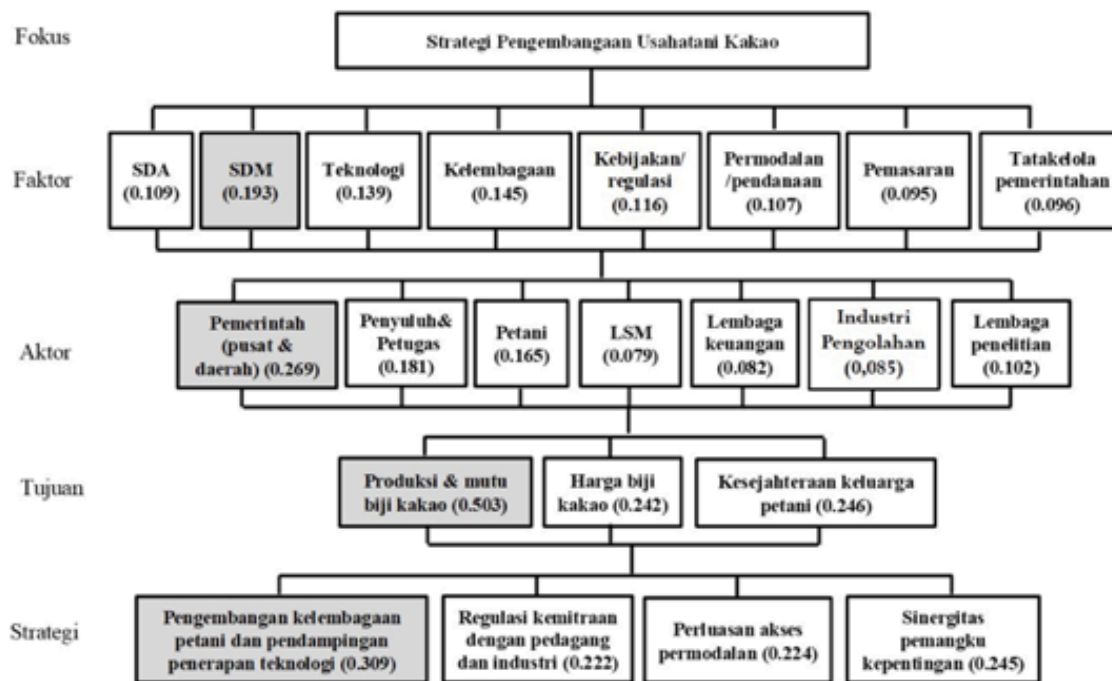 Fokus
Strategi Pengembangaan Usahatani Kakao
Faktor
SDA
(0.109)
SDM
(0.193)
Teknologi
(0.139)
Kelembagaan
(0.145)
Kebijakan/
regulasi
(0.116)
Permodalan
/pendanaan
(0.107)
Pemasaran
(0.095)
Tatakelola
pemerintahan
(0.096)
Aktor
Pemerintah
(pusat &
daerah) (0.269)
Penyuluh&
Petugas
(0.181)
Petani
(0.165)
LSM
(0.079)
Lembaga
keuangan
(0.082)
Industri
Pengolahan
(0,085)
Lembaga
penelitian
(0.102)
Tujuan
Produksi & mutu
biji kakao (0.503)
Harga biji
kakao (0.242)
Kesejahteraan keluarga
petani (0.246)
Strategi
Pengembangan kelembagaan
petani dan pendampingan
penerapan teknologi (0.309)
Regulasi kemitraan
dengan pedagang
dan industri (0.222)
Perluasan akses
permodalan (0.224)
Sinergitas
pemangku
kepentingan (0.245)